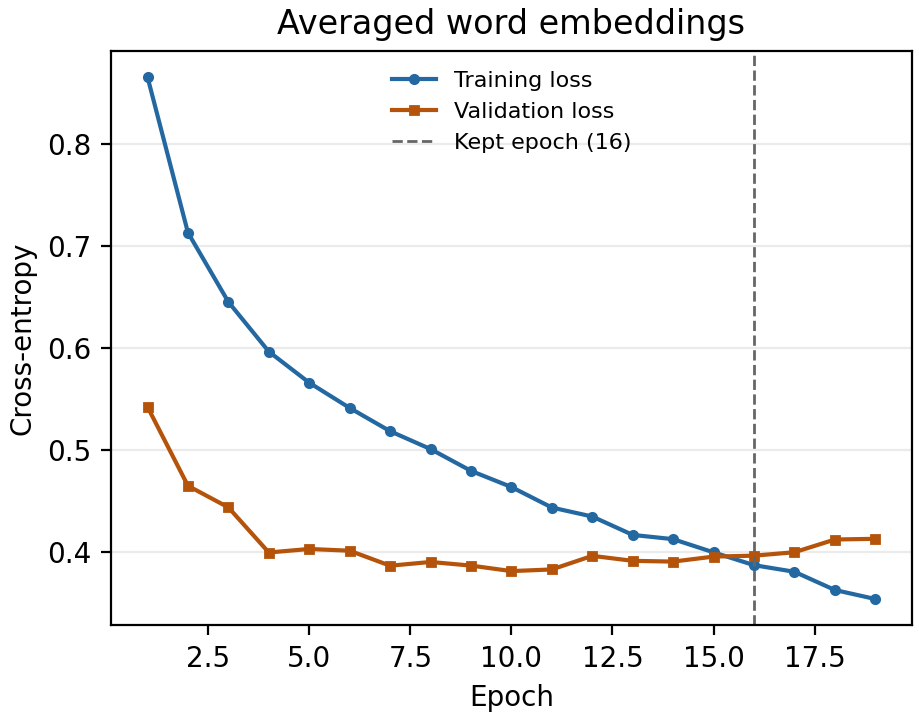 Averaged word embeddings
Training loss
Validation loss
Kept epoch (16)
Cross-entropy
0.8
0.7
0.6
0.5
0.4
2.5 5.0 7.5 10.0 12.5 15.0 17.5
Epoch